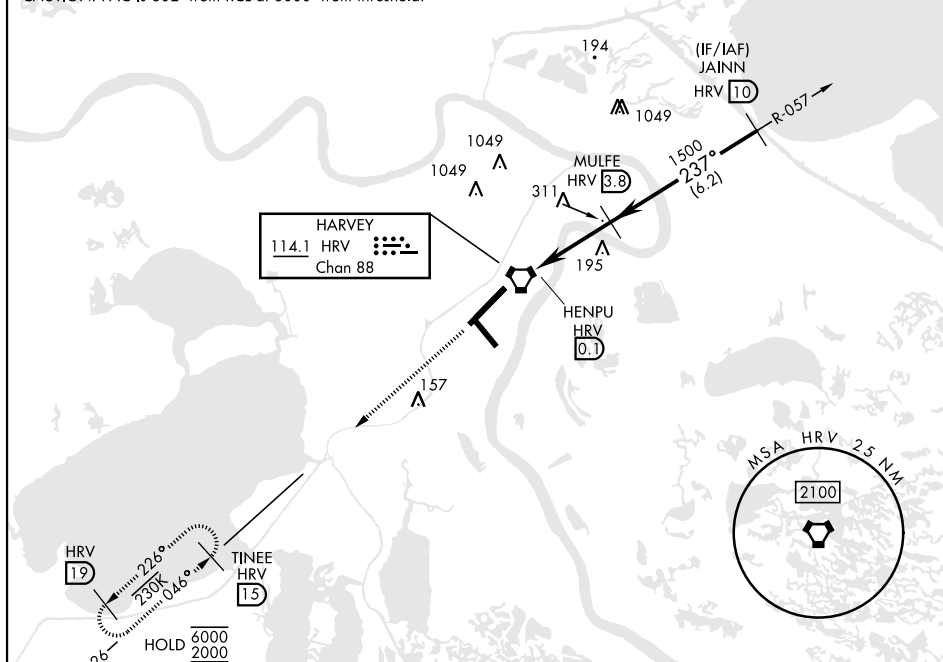 194
(IF/IAF)
JAINN
HRV 10
R-057
1049
1049
1049
MULFE
HRV 3.8
311
1500
237°
(6.2)
HARVEY
114.1 HRV
Chan 88
195
HENPU
HRV
0.1
157
MSA HRV 25 NM
2100
HRV
19
226°
230K
046°
TINEE
HRV
15
HOLD 6000
2000